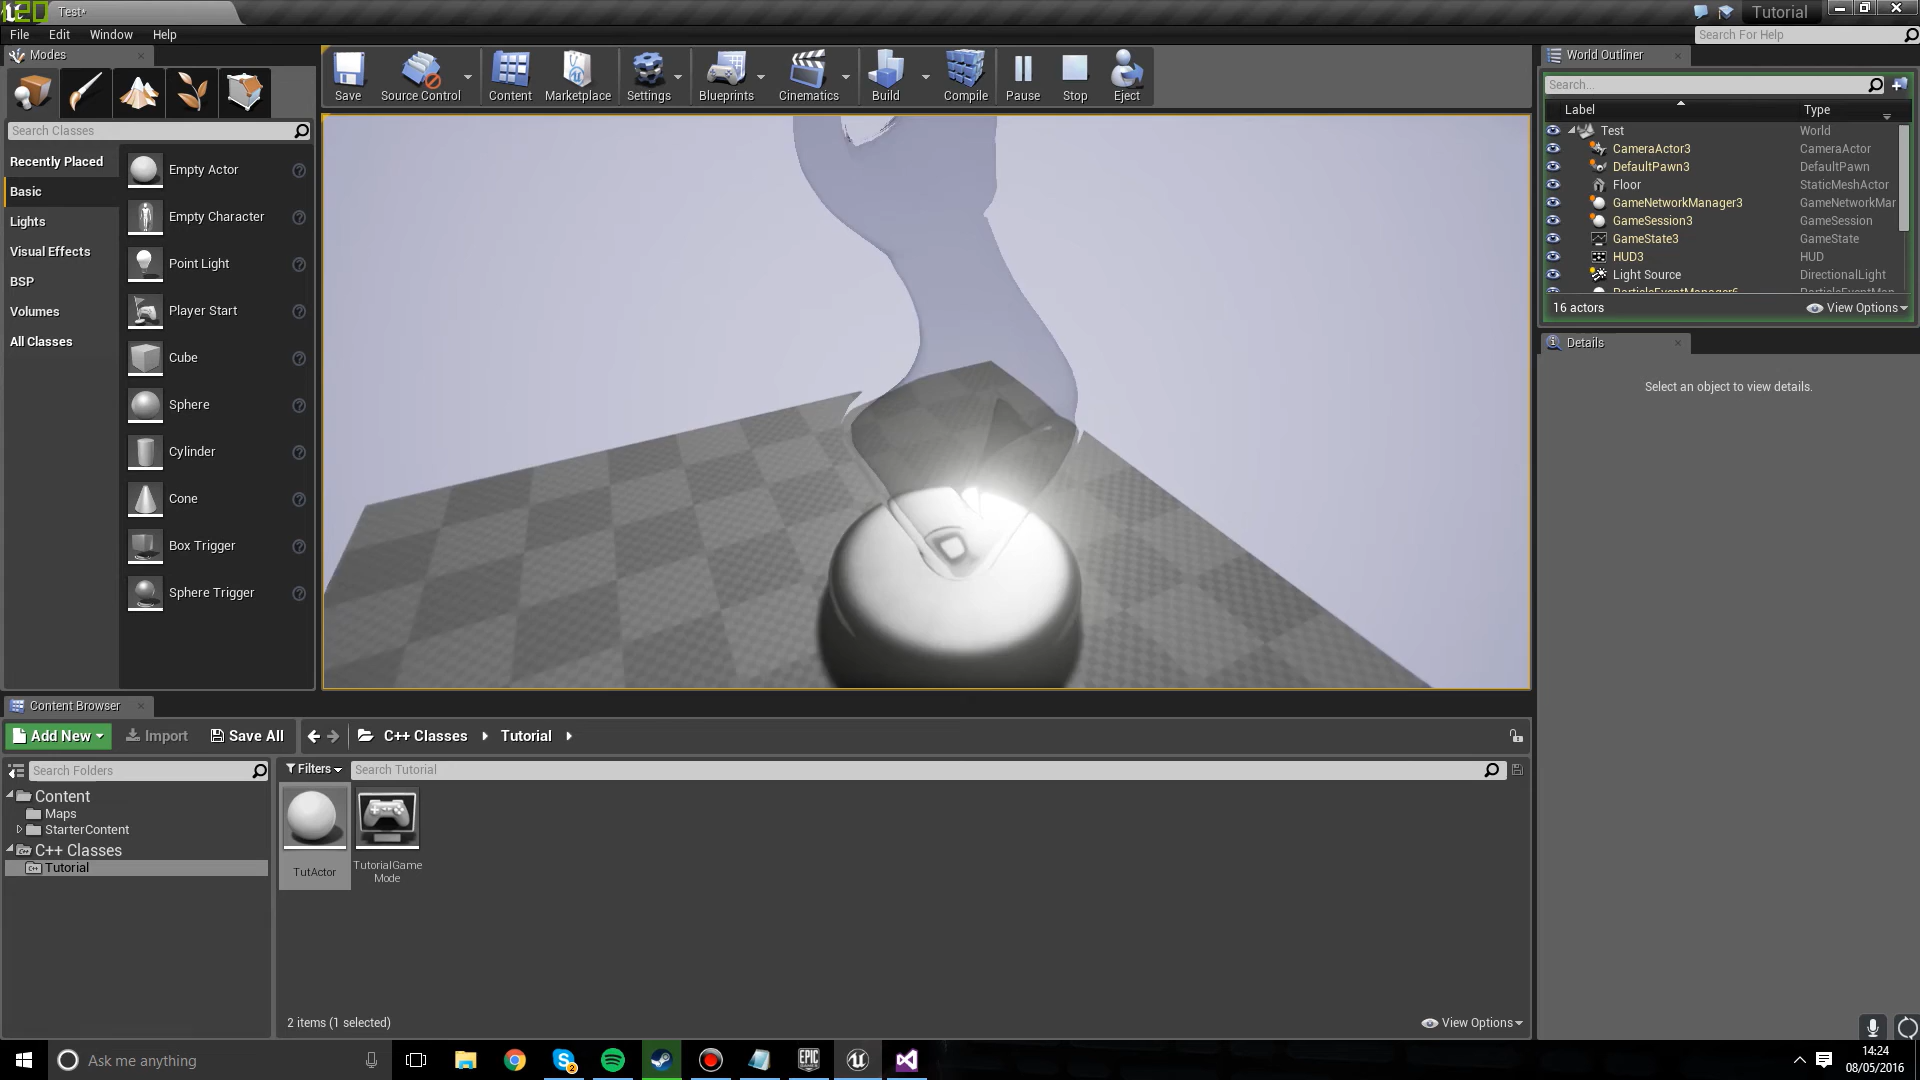 120
Test*
Tutorial
File Edit Window Help
Search For Help
Modes
Search Classes
Recently Placed
Basic
Lights
Visual Effects
BSP
Volumes
All Classes
Empty Actor
Empty Character
Point Light
Player Start
Cube
Sphere
Cylinder
Cone
Box Trigger
Sphere Trigger
Save
Source Control
Content
Marketplace
Settings
Blueprints
Cinematics
Build
Compile
Pause
Stop
Eject
World Outliner
Search...
Label Type
Test World
CameraActor3 CameraActor
DefaultPawn3 DefaultPawn
Floor StaticMeshActor
GameNetworkManager3 GameNetworkMar
GameSession3 GameSession
GameState3 GameState
HUD3 HUD
Light Source DirectionalLight
16 actors View Options
Details
Select an object to view details.
Content Browser
Add New Import Save All C++ Classes Tutorial
Search Folders
Content
Maps
StarterContent
C++ Classes
Tutorial
Filters Search Tutorial
TutActor
TutorialGame
Mode
2 items (1 selected) View Options
Ask me anything
2
EPIC
GAMES
14:24
08/05/2016